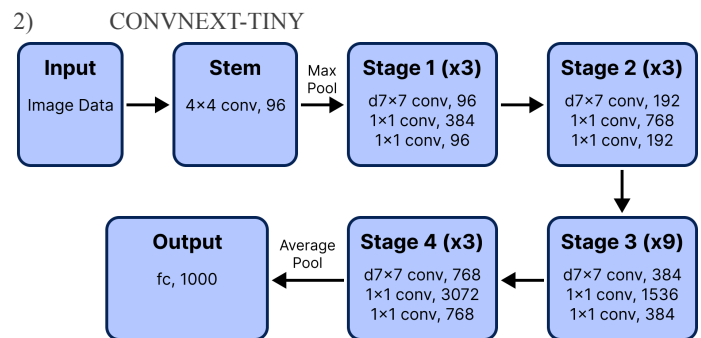 2) CONVNEXT-TINY
Input
Image Data
Stem
4×4 conv, 96
Max
Pool
Stage 1 (x3)
d7×7 conv, 96
1×1 conv, 384
1×1 conv, 96
Stage 2 (x3)
d7×7 conv, 192
1×1 conv, 768
1×1 conv, 192
Stage 3 (x9)
d7×7 conv, 384
1×1 conv, 1536
1×1 conv, 384
Stage 4 (x3)
d7×7 conv, 768
1×1 conv, 3072
1×1 conv, 768
Average
Pool
Output
fc, 1000